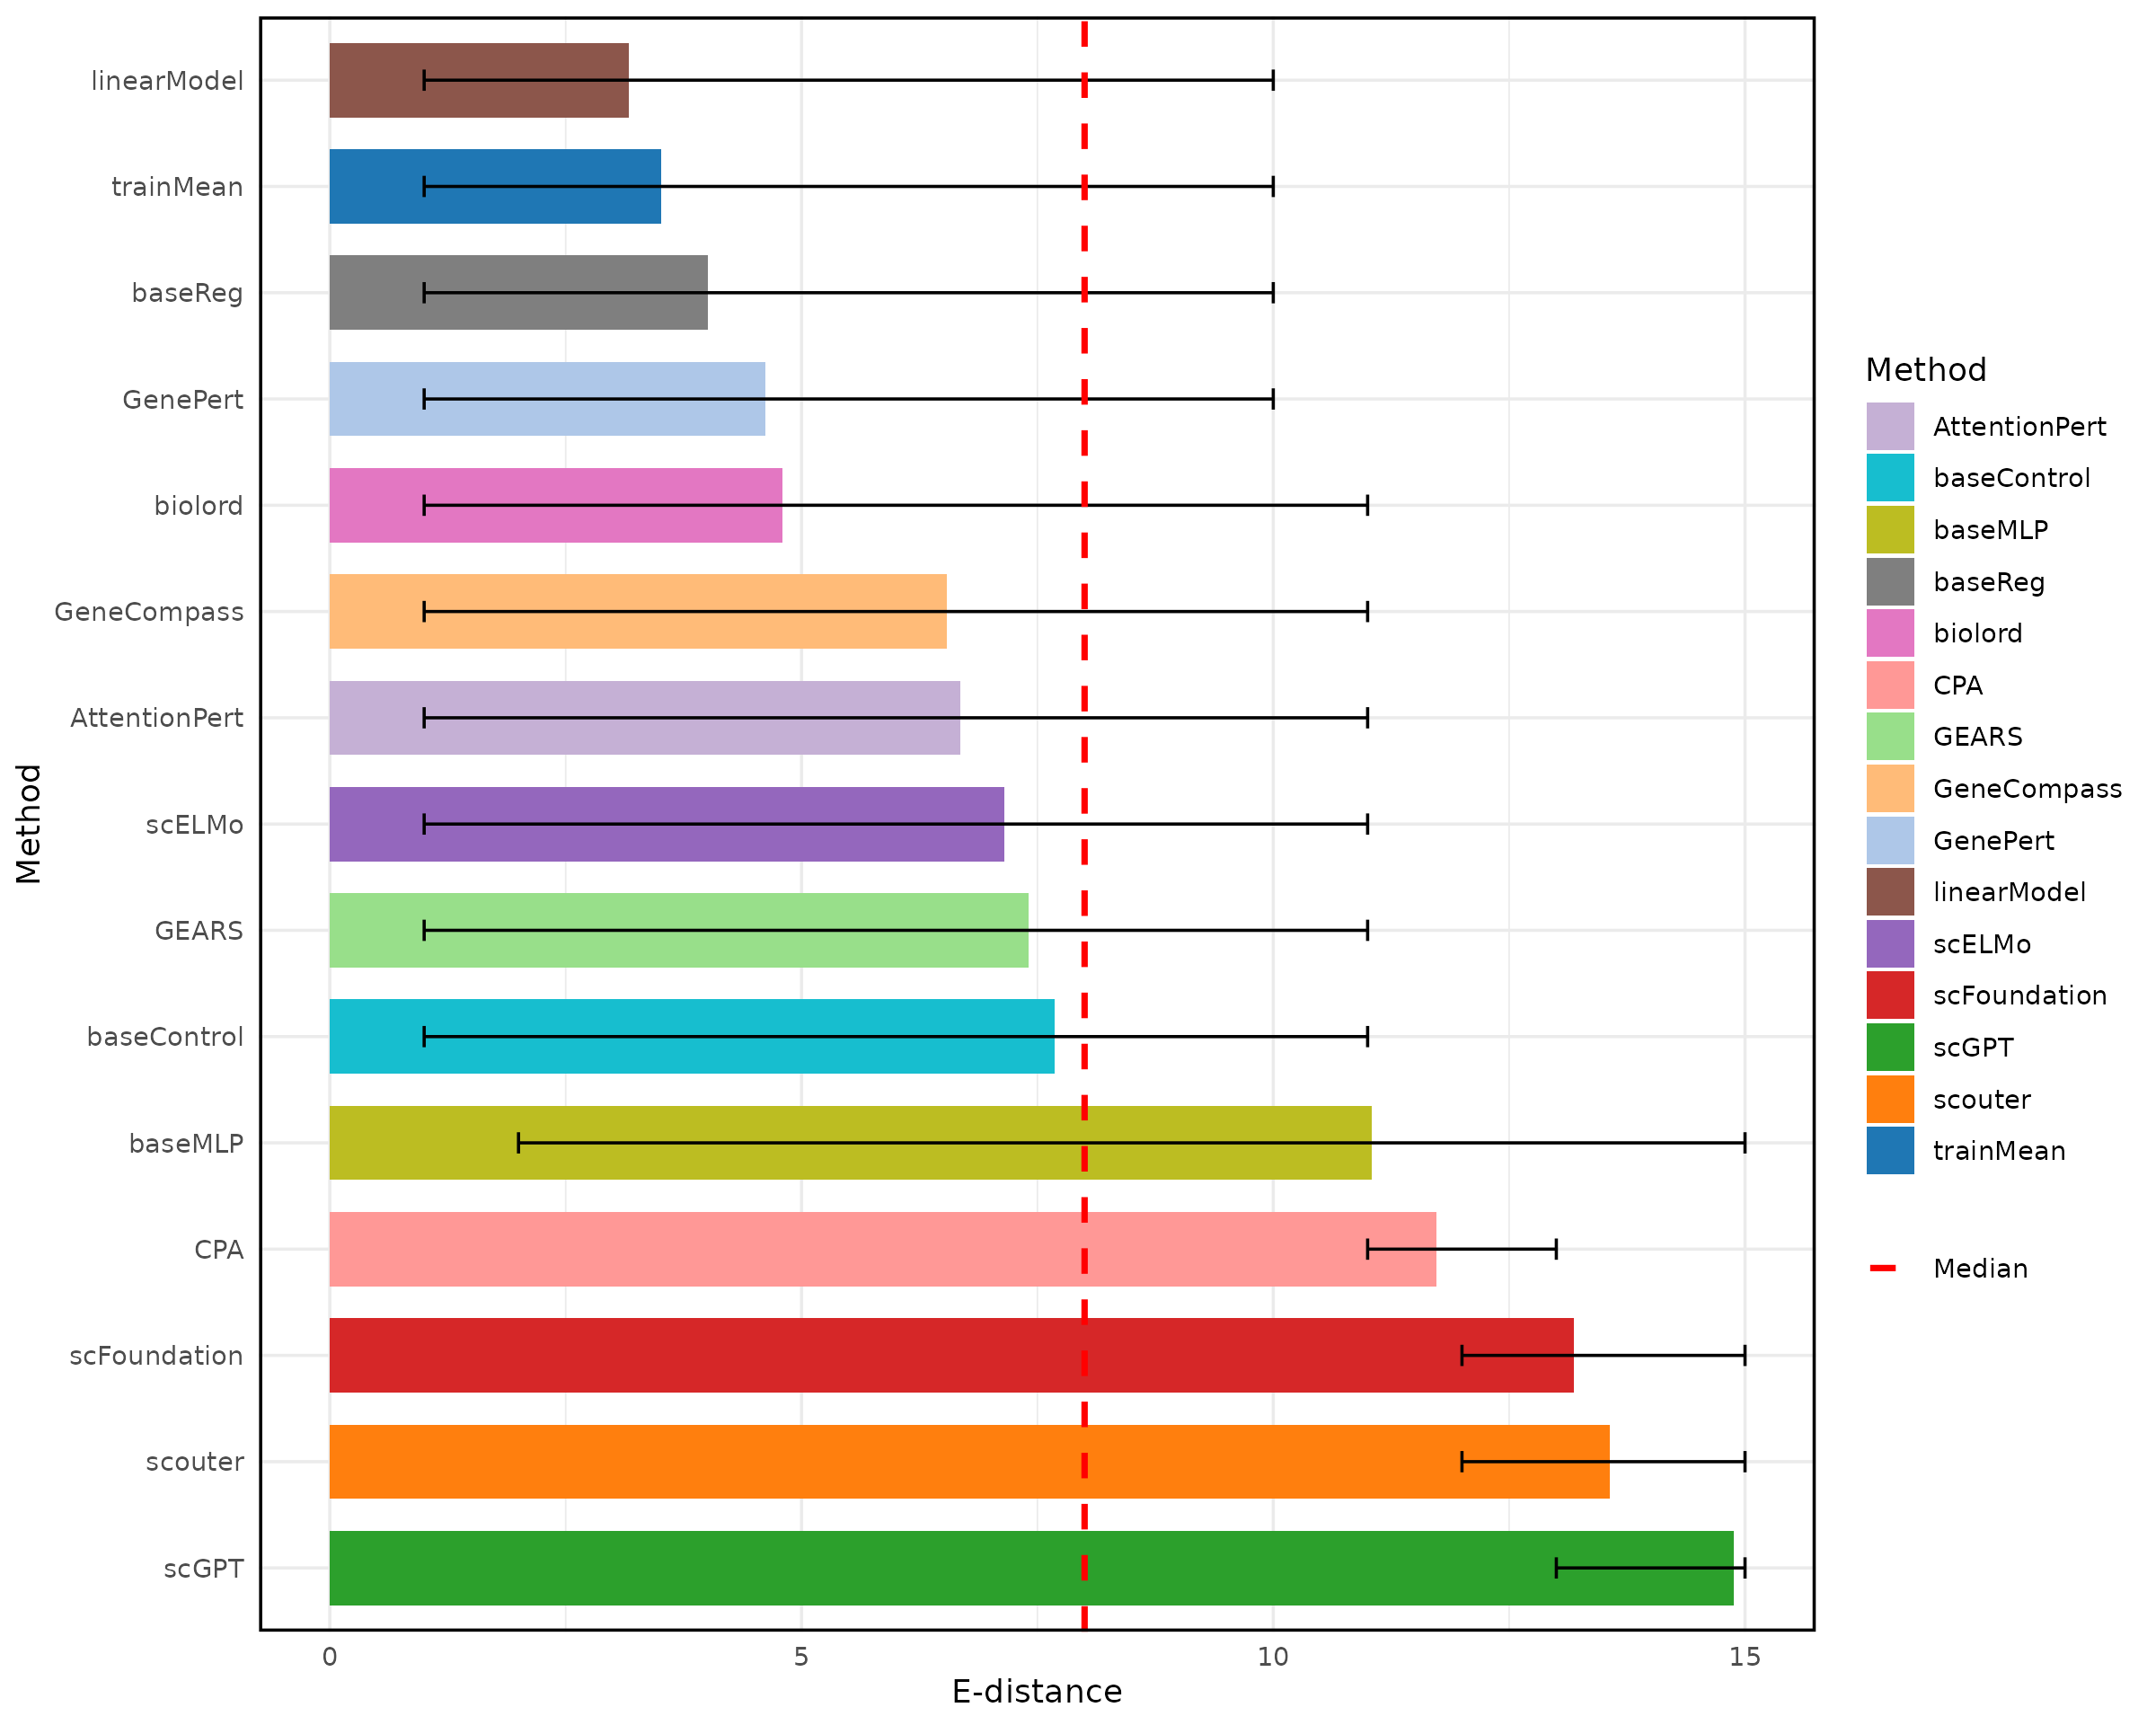 linearModel
trainMean
baseReg
GenePert
biolord
GeneCompass
AttentionPert
scELMo
GEARS
baseControl
baseMLP
CPA
scFoundation
scouter
scGPT
Method
0 5 10 15
E-distance
Method
AttentionPert
baseControl
baseMLP
baseReg
biolord
CPA
GEARS
GeneCompass
GenePert
linearModel
scELMo
scFoundation
scGPT
scouter
trainMean
Median